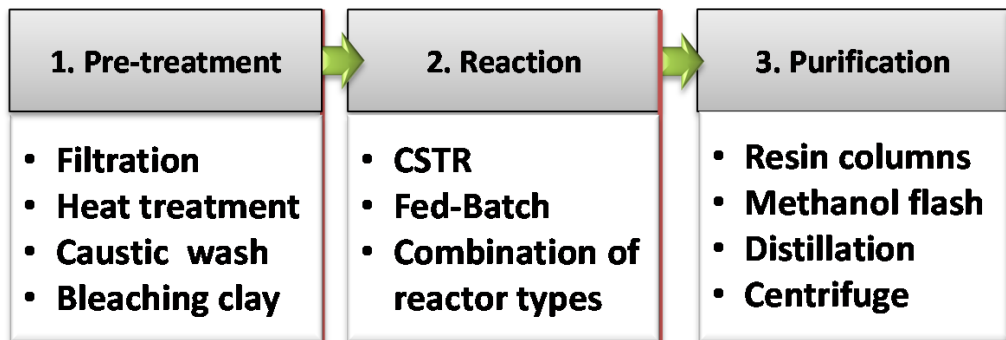 1. Pre-treatment
• Filtration
• Heat treatment
• Caustic wash
• Bleaching clay
2. Reaction
• CSTR
• Fed-Batch
• Combination of
reactor types
3. Purification
• Resin columns
• Methanol flash
• Distillation
• Centrifuge